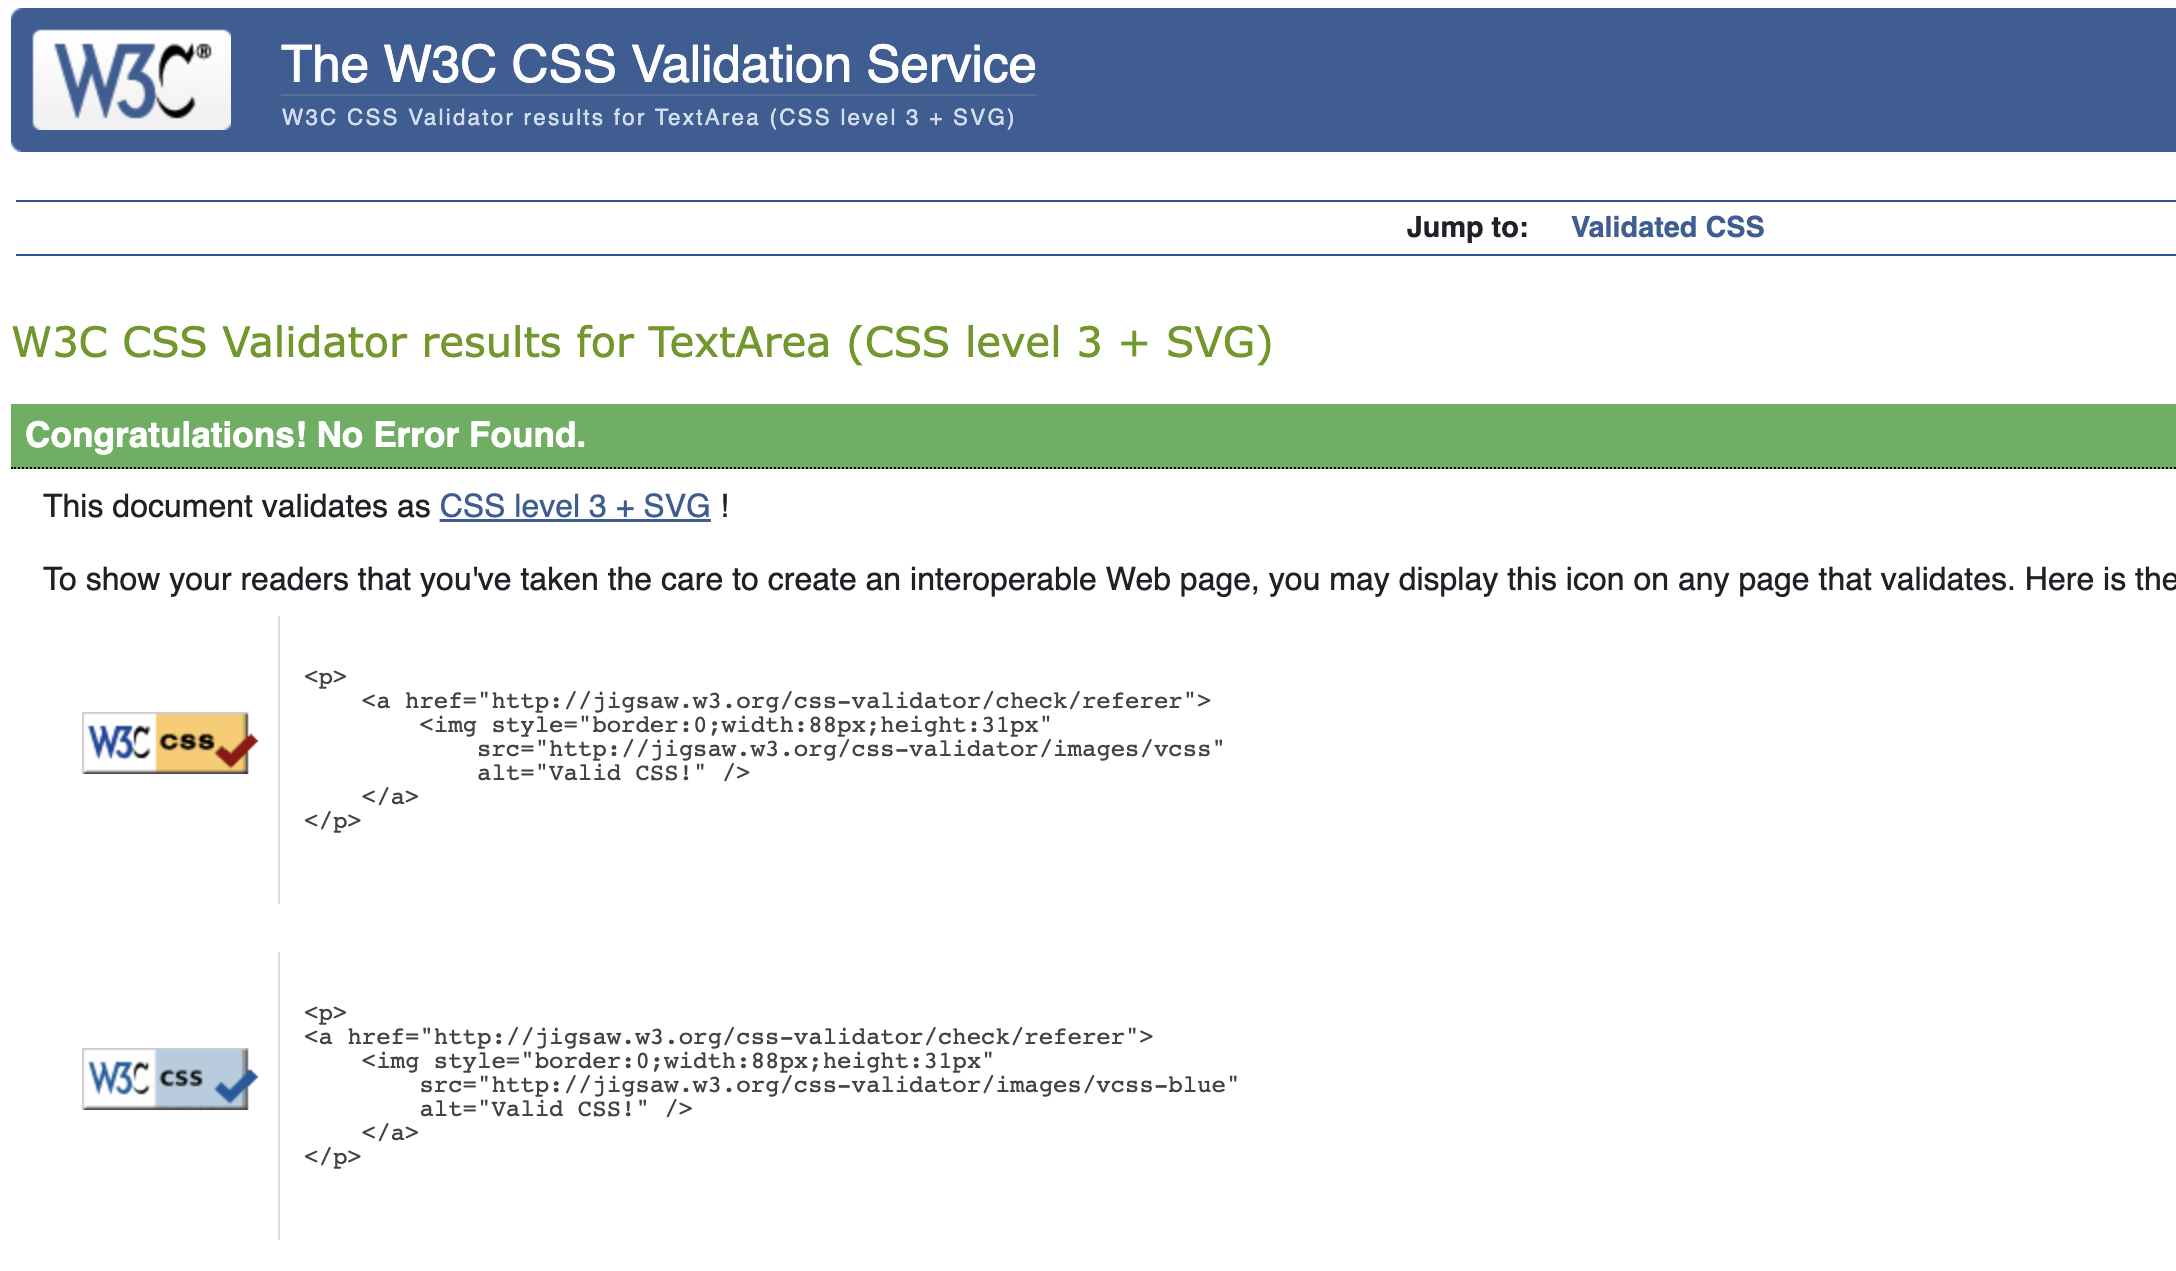 W3C®
The W3C CSS Validation Service
W3C CSS Validator results for TextArea (CSS level 3 + SVG)
Jump to: Validated CSS
W3C CSS Validator results for TextArea (CSS level 3 + SVG)
Congratulations! No Error Found.
This document validates as CSS level 3 + SVG !
To show your readers that you've taken the care to create an interoperable Web page, you may display this icon on any page that validates. Here is the
W3C css
<p>
<a href="http://jigsaw.w3.org/css-validator/check/referer">
<img style="border:0;width:88px;height:31px"
src="http://jigsaw.w3.org/css-validator/images/vcss"
alt="Valid CSS!" />
</a>
</p>
W3C css
<p>
<a href="http://jigsaw.w3.org/css-validator/check/referer">
<img style="border:0;width:88px;height:31px"
src="http://jigsaw.w3.org/css-validator/images/vcss-blue"
alt="Valid CSS!" />
</a>
</p>